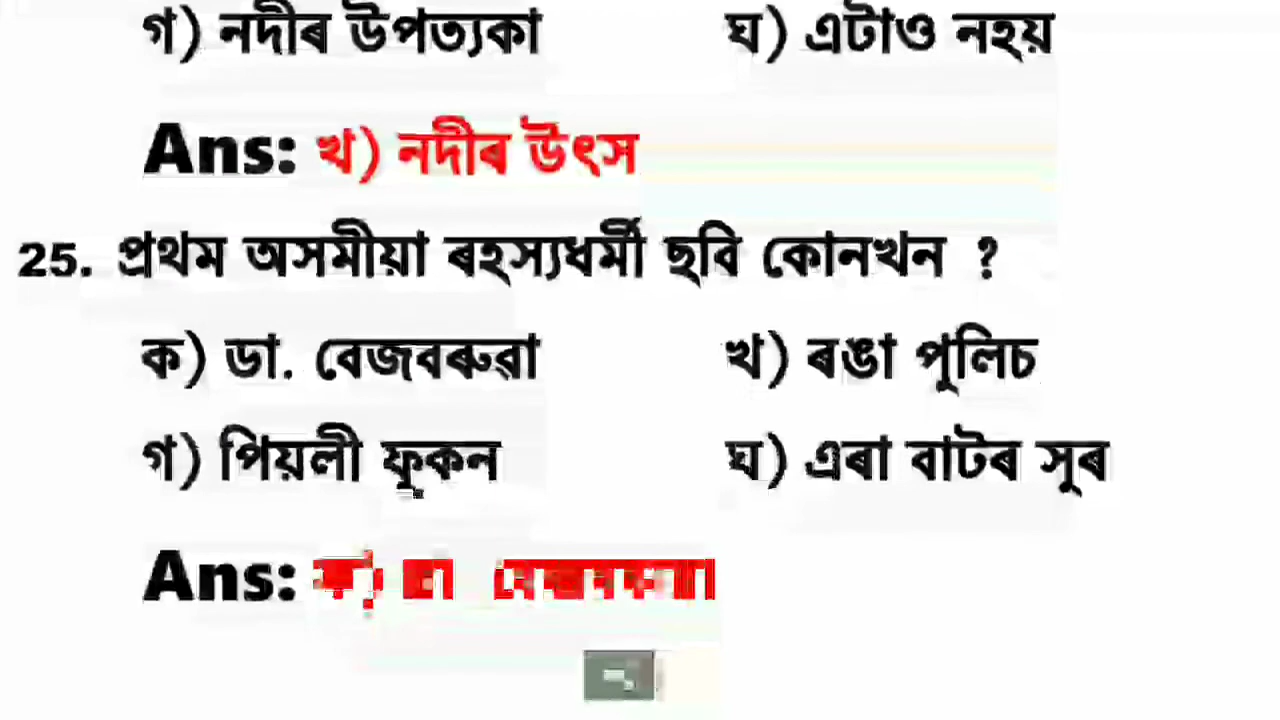 গ) নদীৰ উপত্যকা ঘ) এটাও নহয়
Ans: খ) নদীৰ উৎস
25. প্ৰথম অসমীয়া ৰহস্যধৰ্মী ছবি কোনখন ?
ক) ডা. বেজবৰুৱা খ) ৰঙা পুলিচ
গ) পিয়লী ফুকন ঘ) এৰা বাটৰ সুৰ
Ans: ক) ডা বেজবৰুৱা